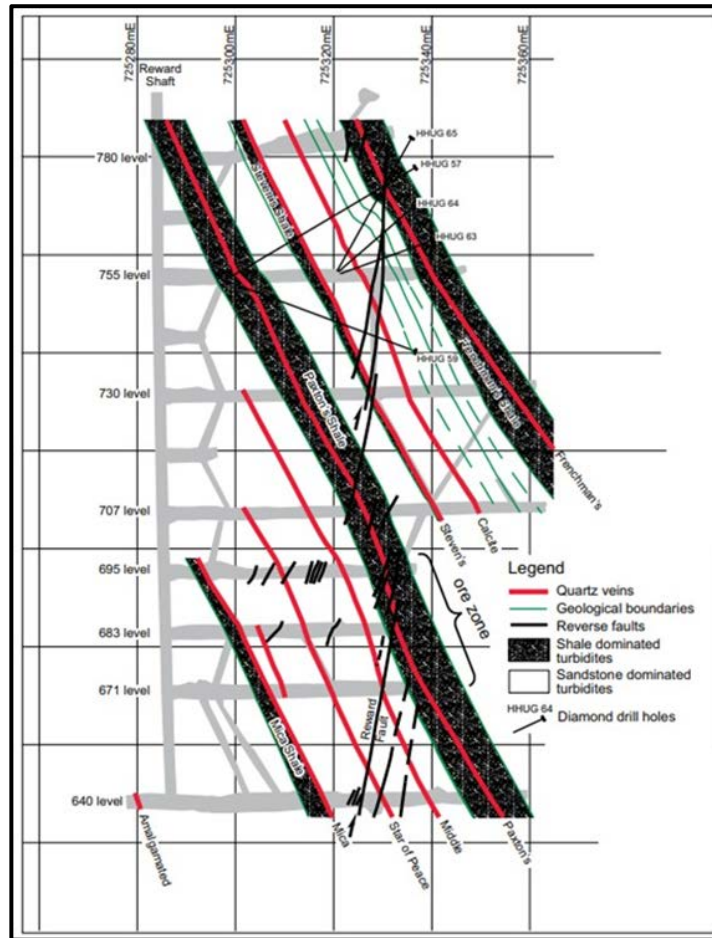 725280mE
725300mE
725320mE
725340mE
725360mE
Reward
Shaft
HHUG 65
780 level
HHUG 57
Steven's Shale
HHUG 64
HHUG 63
755 level
HHUG 59
Frenchman's Shale
730 level
Paxton's Shale
Frenchman's
707 level
Steven's
Calcite
695 level
ore zone
683 level
671 level
Reward
Fault
Mica Shale
640 level
Amalgamated
Mica
Star of Peace
Middle
Paxton's
Legend
Quartz veins
Geological boundaries
Reverse faults
Shale dominated
turbidites
Sandstone dominated
turbidites
HHUG 64
Diamond drill holes